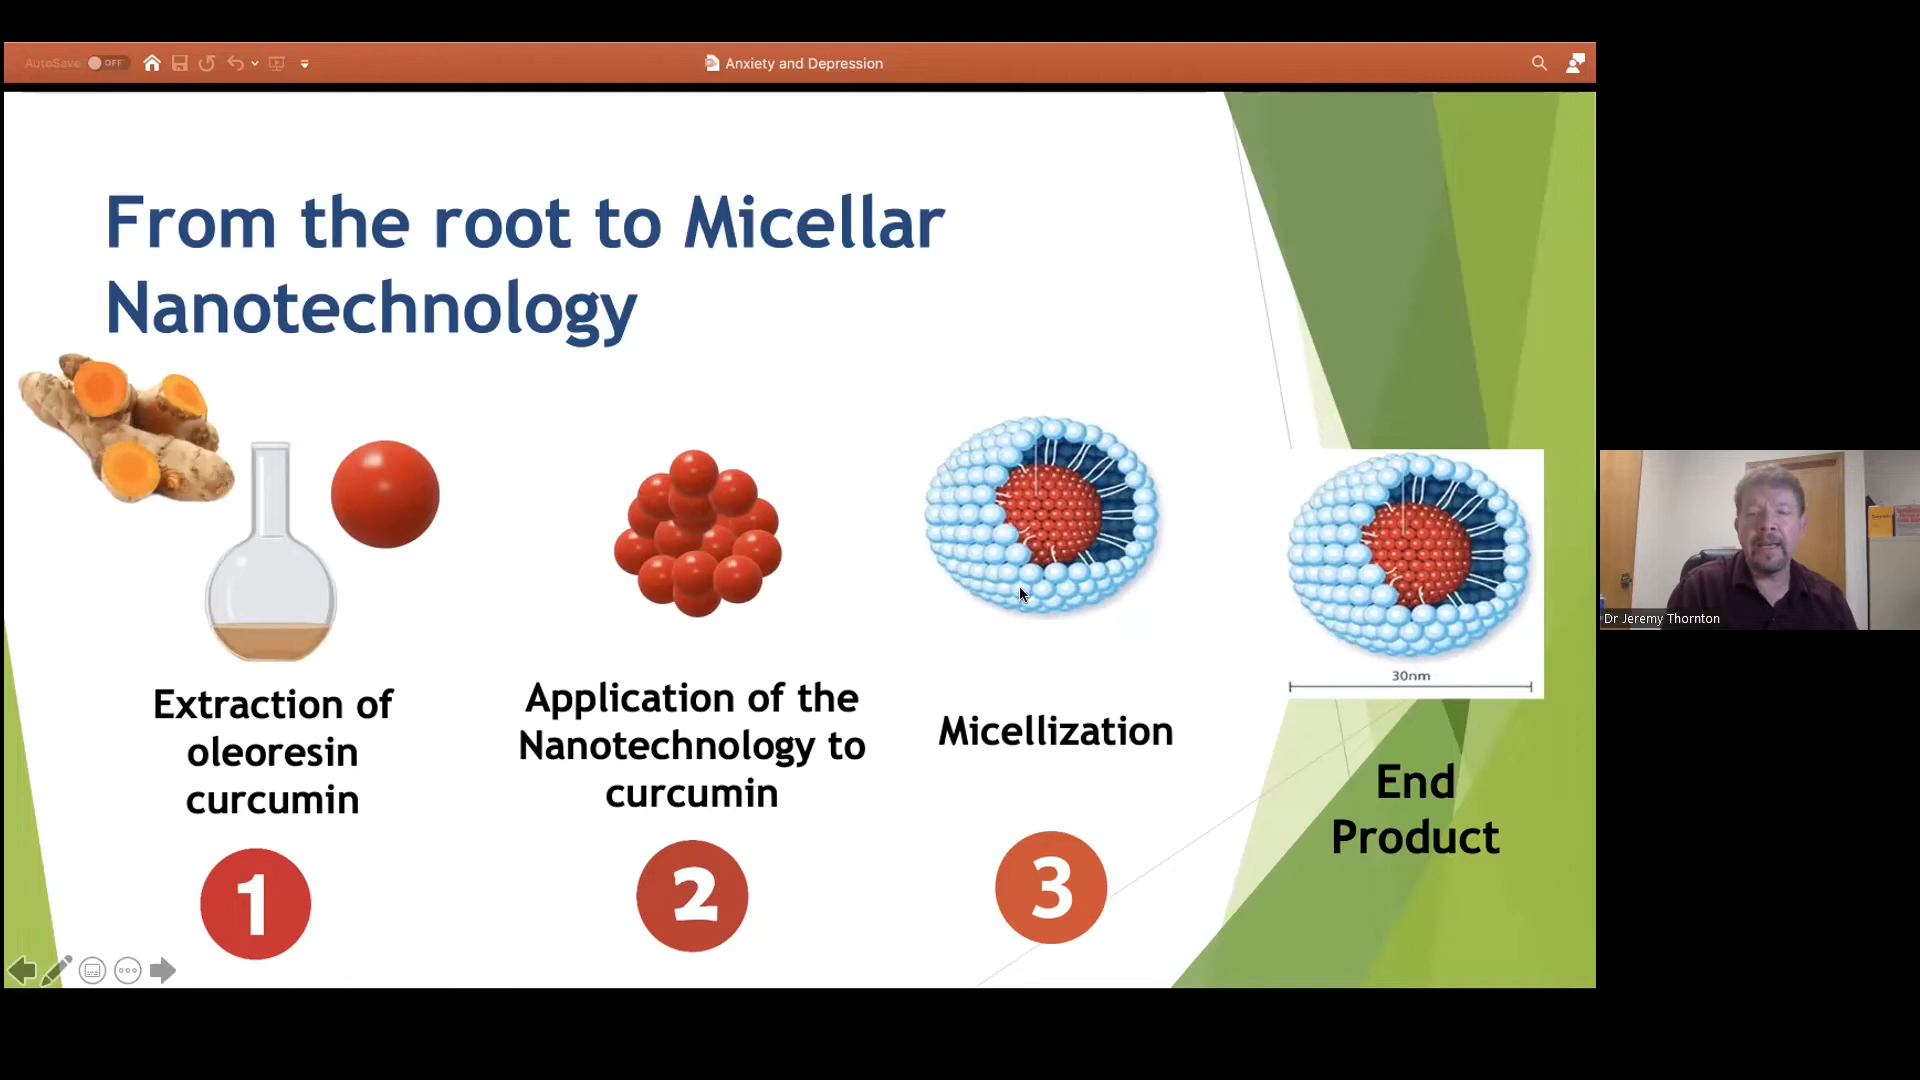 AutoSave OFF
Anxiety and Depression
From the root to Micellar
Nanotechnology
30nm
Extraction of
oleoresin
curcumin
Application of the
Nanotechnology to
curcumin
Micellization
End
Product
1
2
3
Dr Jeremy Thornton